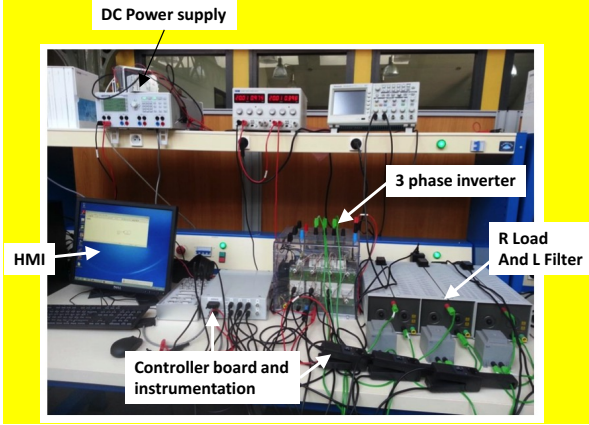 DC Power supply
3 phase inverter
R Load
And L Filter
HMI
Controller board and
instrumentation